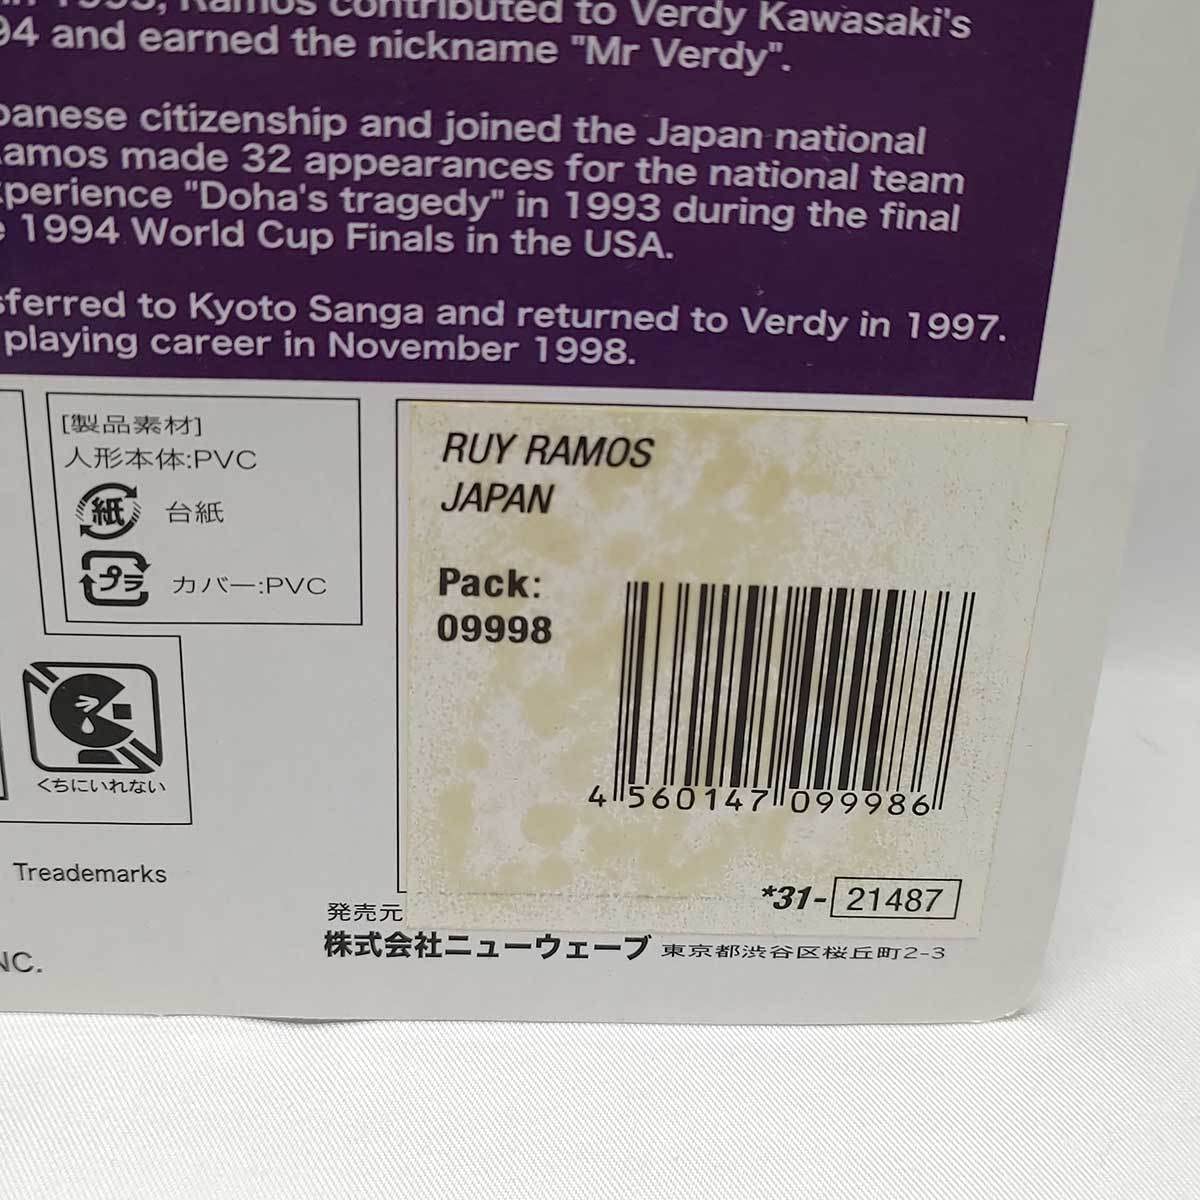 in 1993, Ramos contributed to Verdy Kawasaki's
94 and earned the nickname "Mr Verdy".
panese citizenship and joined the Japan national
amos made 32 appearances for the national team
xperience "Doha's tragedy" in 1993 during the final
e 1994 World Cup Finals in the USA.
sferred to Kyoto Sanga and returned to Verdy in 1997.
playing career in November 1998.
[製品素材]
人形本体:PVC
紙 台紙
プラ カバー:PVC
くちにいれない
Treademarks
NC.
RUY RAMOS
JAPAN
Pack:
09998
4 560147 099986
*31-21487
発売元
株式会社ニューウェーブ 東京都渋谷区桜丘町2-3